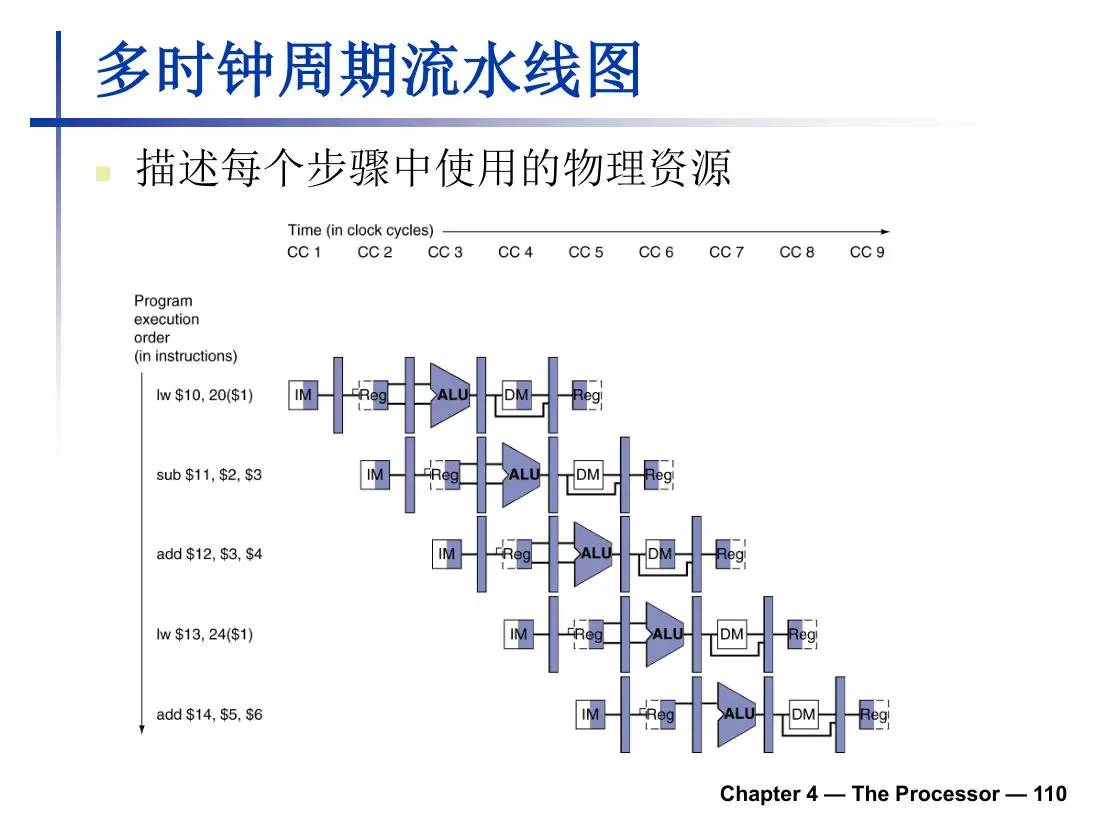 多时钟周期流水线图
描述每个步骤中使用的物理资源
Time (in clock cycles)
CC 1 CC 2 CC 3 CC 4 CC 5 CC 6 CC 7 CC 8 CC 9
Program
execution
order
(in instructions)
lw $10, 20($1) IM Reg ALU DM Reg
sub $11, $2, $3 IM Reg ALU DM Reg
add $12, $3, $4 IM Reg ALU DM Reg
lw $13, 24($1) IM Reg ALU DM Reg
add $14, $5, $6 IM Reg ALU DM Reg
Chapter 4 — The Processor — 110